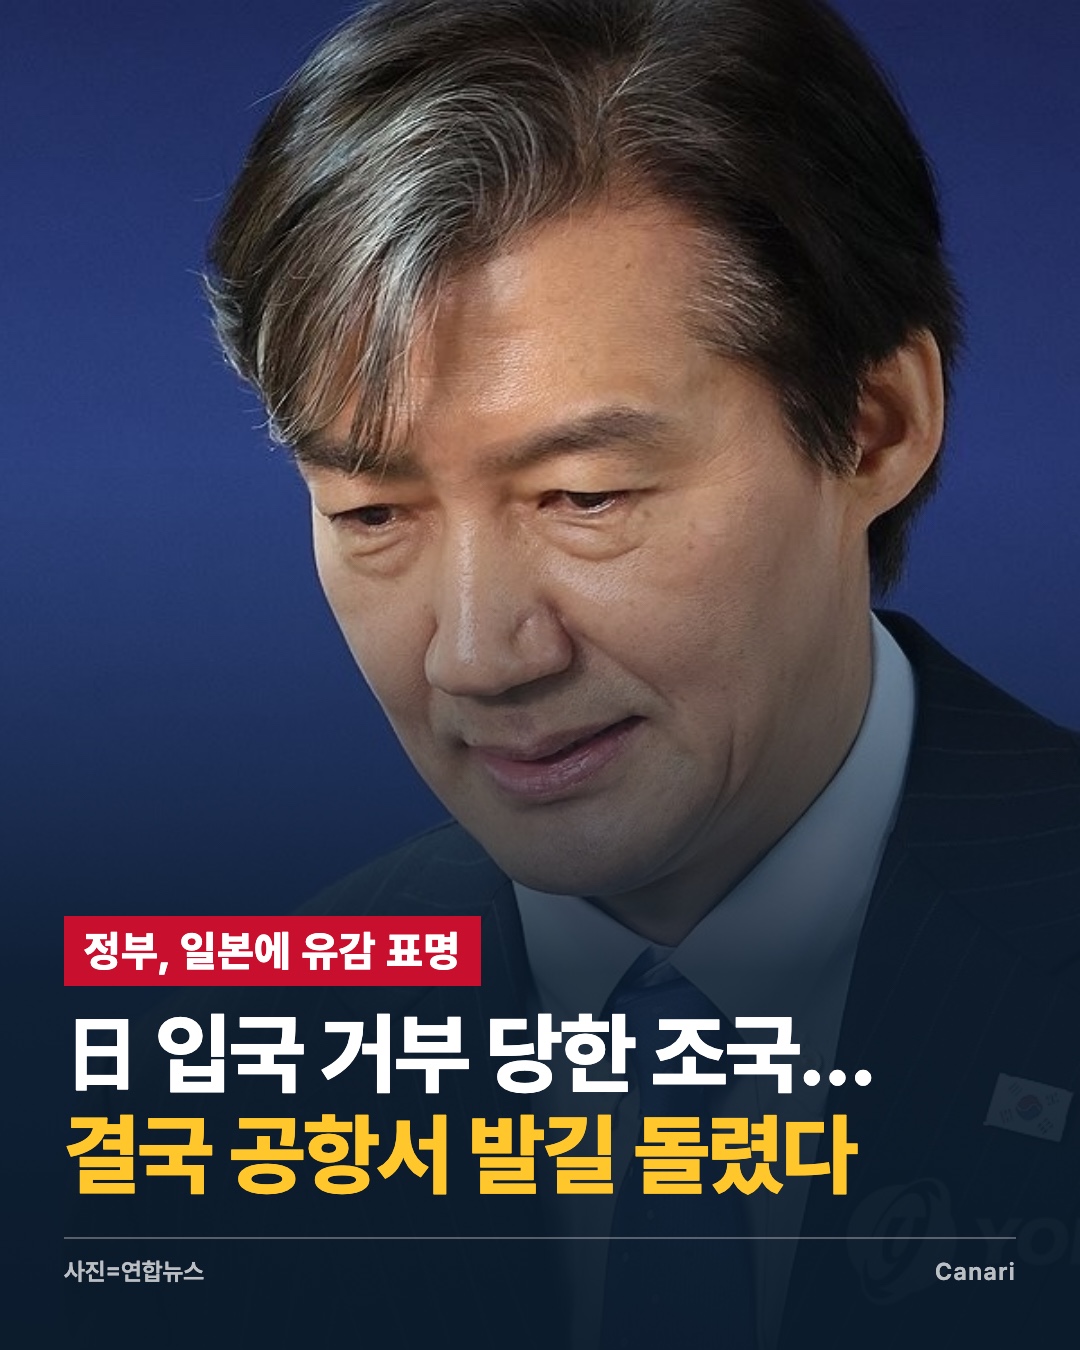 정부, 일본에 유감 표명
日 입국 거부 당한 조국...
결국 공항서 발길 돌렸다
사진=연합뉴스
Canari
YO